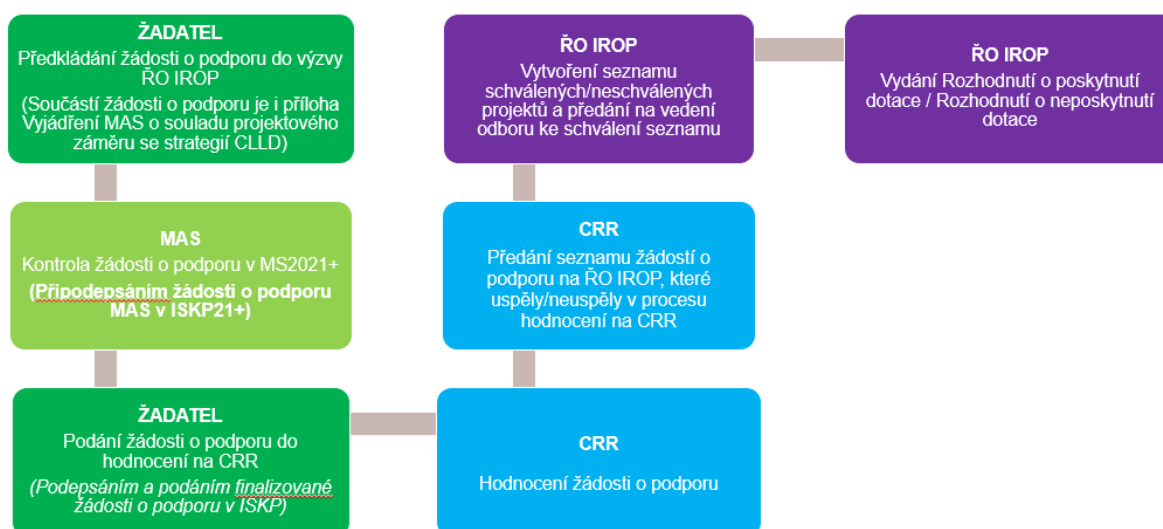 ŽADATEL
Předkládání žádosti o podporu do výzvy
ŘO IROP
(Součástí žádosti o podporu je i příloha
Vyjádření MAS o souladu projektového
záměru se strategií CLLD)
MAS
Kontrola žádosti o podporu v MS2021+
(Připodepsáním žádosti o podporu
MAS v ISKP21+)
ŽADATEL
Podání žádosti o podporu do
hodnocení na CRR
(Podepsáním a podáním finalizované
žádosti o podporu v ISKP)
CRR
Hodnocení žádosti o podporu
CRR
Předání seznamu žádostí o
podporu na ŘO IROP, které
uspěly/neuspěly v procesu
hodnocení na CRR
ŘO IROP
Vytvoření seznamu
schválených/neschválených
projektů a předání na vedení
odboru ke schválení seznamu
ŘO IROP
Vydání Rozhodnutí o poskytnutí
dotace / Rozhodnutí o neposkytnutí
dotace